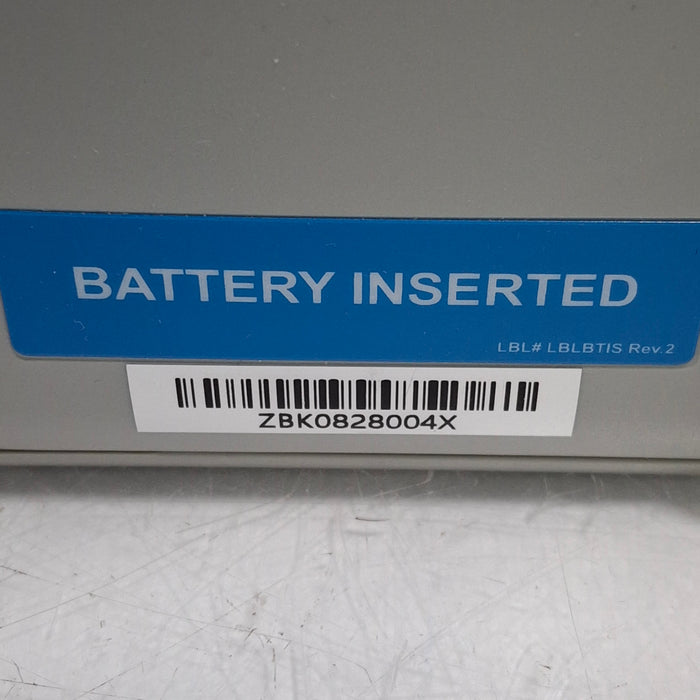 BATTERY INSERTED
LBL# LBLBTIS Rev.2
ZBK0828004X